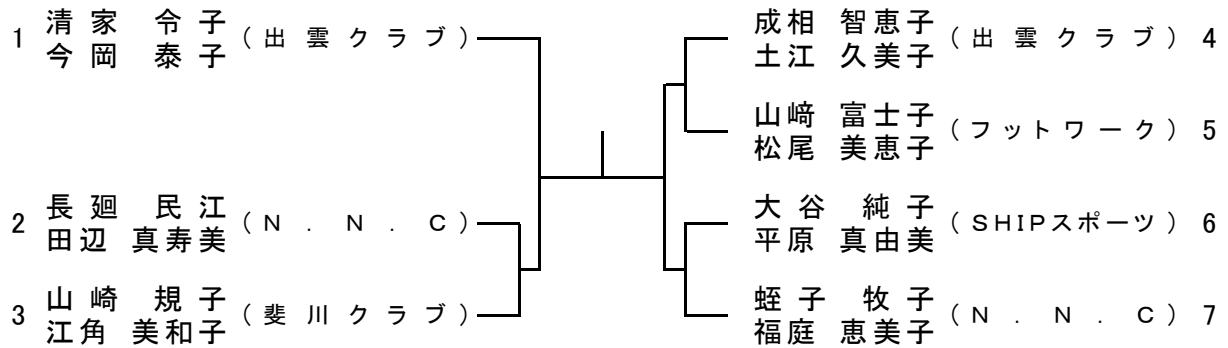 1 清家 令子 (出雲クラブ)
今岡 泰子
2 長廻 民江 (N.N.C)
田辺 真寿美
3 山崎 規子 (斐川クラブ)
江角 美和子
成相 智恵子 (出雲クラブ) 4
土江 久美子
山﨑 富士子 (フットワーク) 5
松尾 美恵子
大谷 純子 (SHIPスポーツ) 6
平原 真由美
蛭子 牧子 (N.N.C) 7
福庭 恵美子